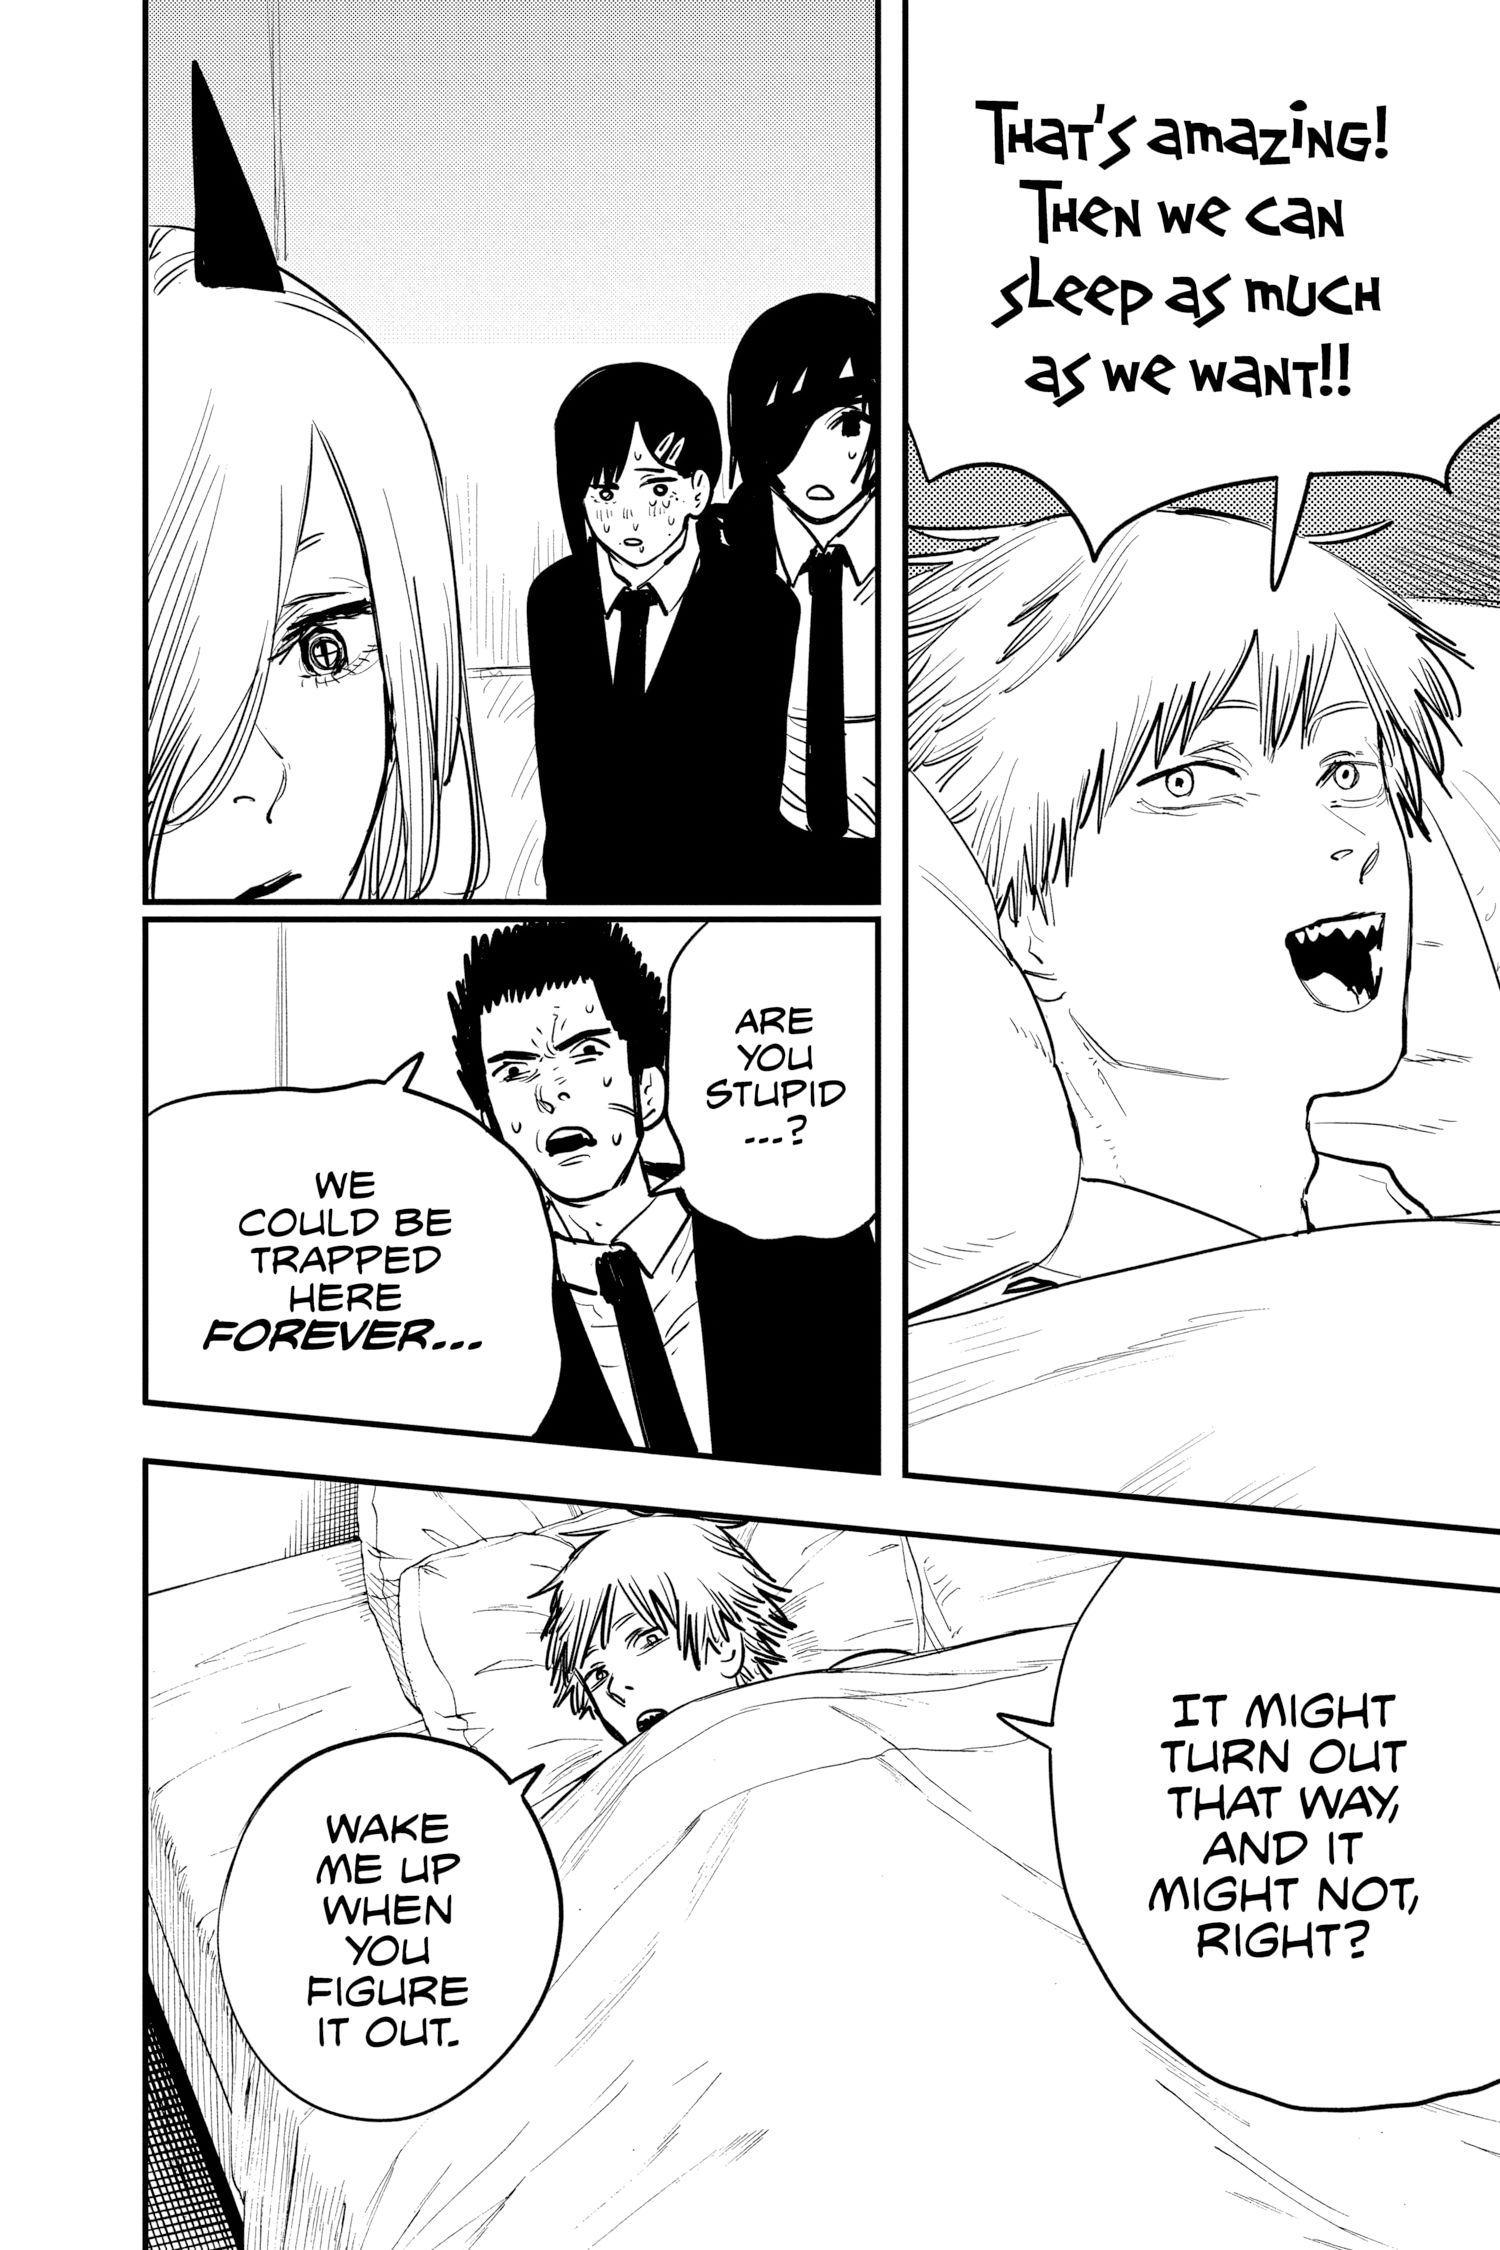 That's amazing!
Then we can
sleep as much
as we want!!
ARE
YOU
STUPID
...?
WE
COULD BE
TRAPPED
HERE
FOREVER...
IT MIGHT
TURN OUT
THAT WAY,
AND IT
MIGHT NOT,
RIGHT?
WAKE
ME UP
WHEN
YOU
FIGURE
IT OUT.